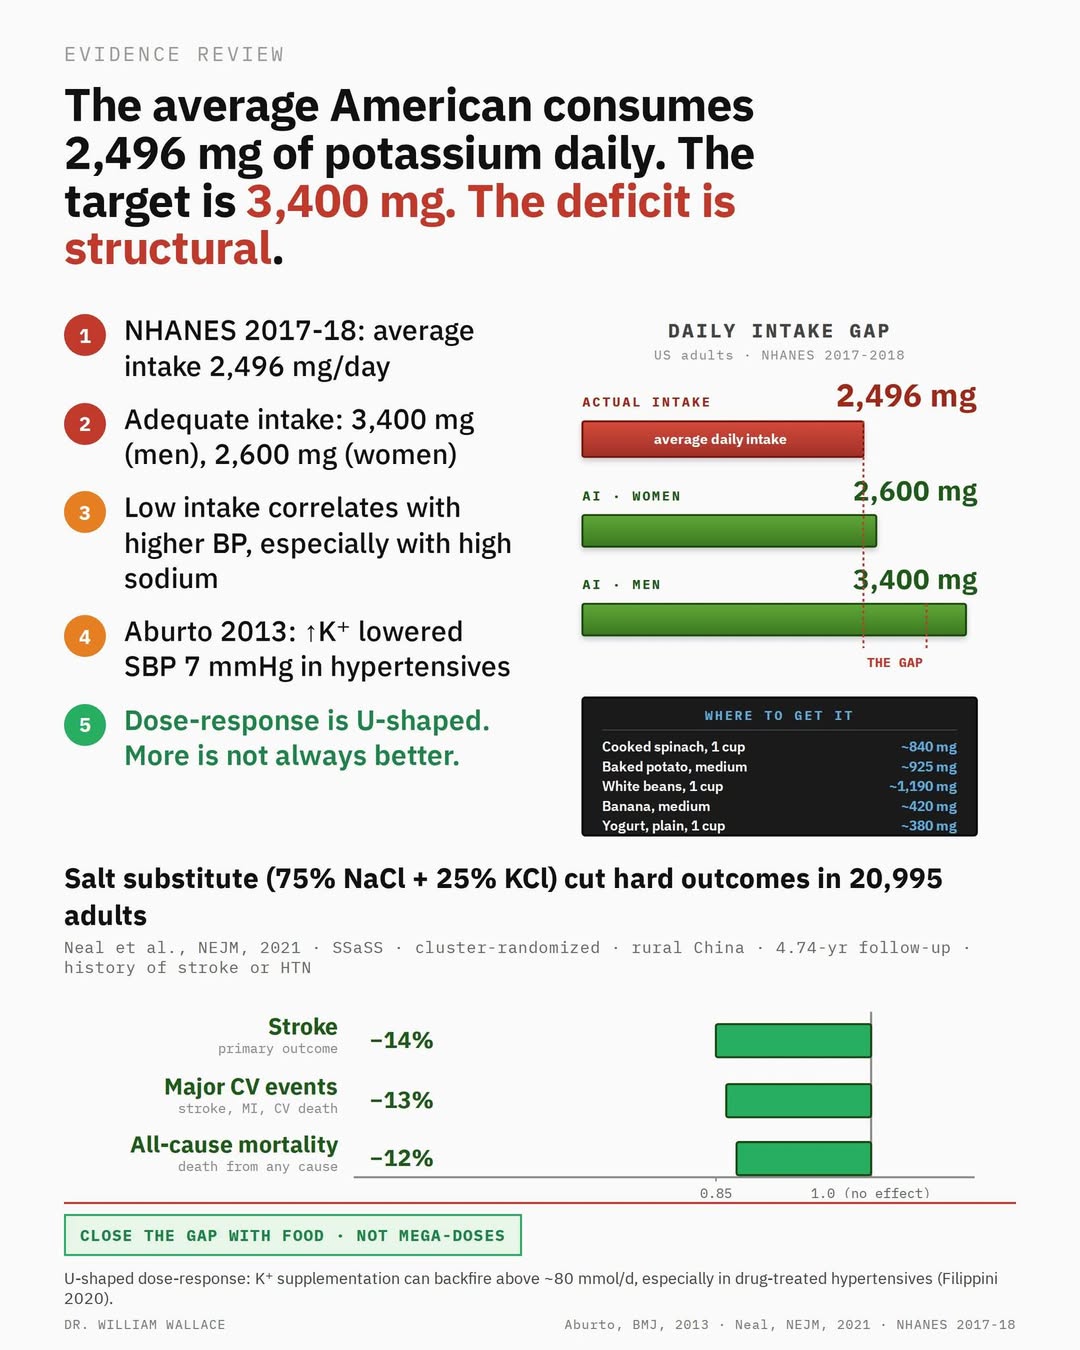 EVIDENCE REVIEW
The average American consumes
2,496 mg of potassium daily. The
target is 3,400 mg. The deficit is
structural.
1 NHANES 2017-18: average
intake 2,496 mg/day
2 Adequate intake: 3,400 mg
(men), 2,600 mg (women)
3 Low intake correlates with
higher BP, especially with high
sodium
4 Aburto 2013: ↑K⁺ lowered
SBP 7 mmHg in hypertensives
5 Dose-response is U-shaped.
More is not always better.
DAILY INTAKE GAP
US adults · NHANES 2017-2018
ACTUAL INTAKE 2,496 mg
average daily intake
AI · WOMEN 2,600 mg
AI · MEN 3,400 mg
THE GAP
WHERE TO GET IT
Cooked spinach, 1 cup ~840 mg
Baked potato, medium ~925 mg
White beans, 1 cup ~1,190 mg
Banana, medium ~420 mg
Yogurt, plain, 1 cup ~380 mg
Salt substitute (75% NaCl + 25% KCl) cut hard outcomes in 20,995
adults
Neal et al., NEJM, 2021 · SSaSS · cluster-randomized · rural China · 4.74-yr follow-up ·
history of stroke or HTN
Stroke −14%
primary outcome
Major CV events −13%
stroke, MI, CV death
All-cause mortality −12%
death from any cause
0.85 1.0 (no effect)
CLOSE THE GAP WITH FOOD · NOT MEGA-DOSES
U-shaped dose-response: K⁺ supplementation can backfire above ~80 mmol/d, especially in drug-treated hypertensives (Filippini
2020).
DR. WILLIAM WALLACE Aburto, BMJ, 2013 · Neal, NEJM, 2021 · NHANES 2017-18